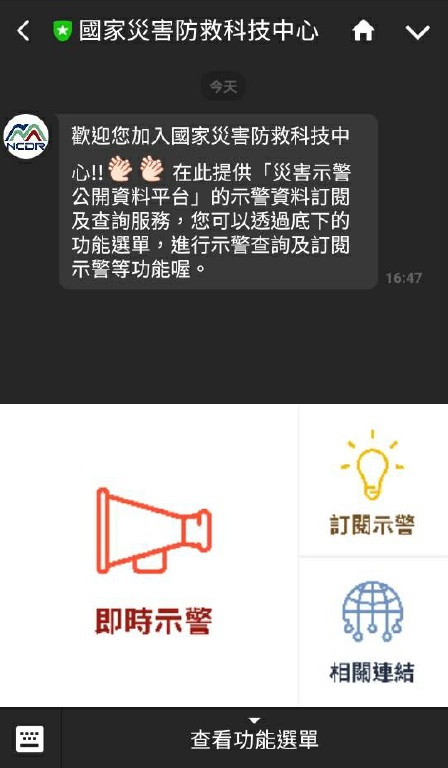 國家災害防救科技中心
今天
NCDR
歡迎您加入國家災害防救科技中
心!!👏🏻 👏🏻 在此提供「災害示警
公開資料平台」的示警資料訂閱
及查詢服務，您可以透過底下的
功能選單，進行示警查詢及訂閱
示警等功能喔。
16:47
即時示警
訂閱示警
相關連結
查看功能選單